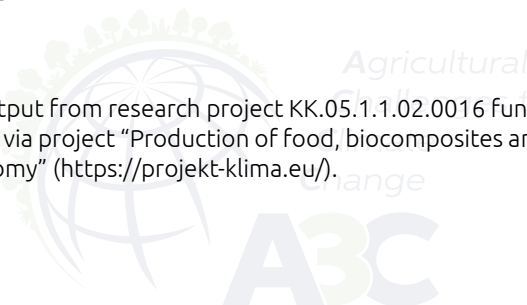 Agricultural
tput from research project KK.05.1.1.02.0016 fun
via project “Production of food, biocomposites an
omy” (https://projekt-klima.eu/).
Change
A3C